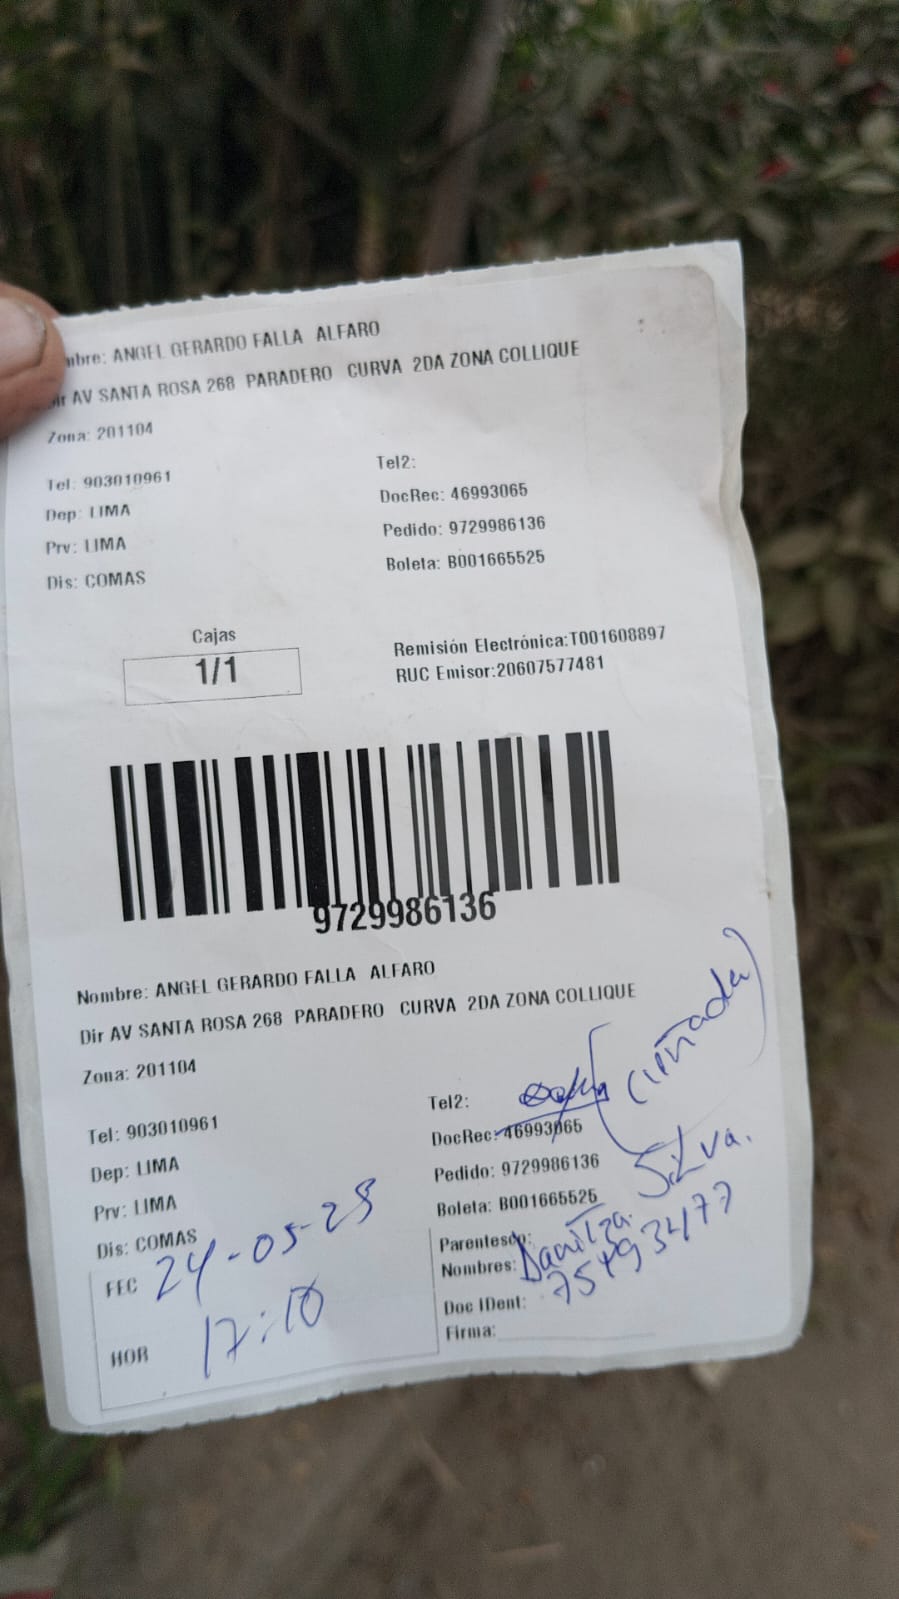 mbre: ANGEL GERARDO FALLA ALFARO
Dir AV SANTA ROSA 268 PARADERO CURVA 2DA ZONA COLLIQUE
Zona: 201104
Tel: 903010961
Tel2:
Dep: LIMA
DocRec: 46993065
Prv: LIMA
Pedido: 9729986136
Dis: COMAS
Boleta: B001665525
Cajas
1/1
Remisión Electrónica:T001608897
RUC Emisor:20607577481
9729986136
Nombre: ANGEL GERARDO FALLA ALFARO
Dir AV SANTA ROSA 268 PARADERO CURVA 2DA ZONA COLLIQUE
Zona: 201104
Tel: 903010961
Tel2:
(cuñada)
Dep: LIMA
DocRec: 46993065
Prv: LIMA
Pedido: 9729986136
Dis: COMAS
Boleta: B001665525
Parentesco:
FEC 24-05-25
Nombres: Danitza Silva.
Doc IDent: 75493477
HOR 17:10
Firma: